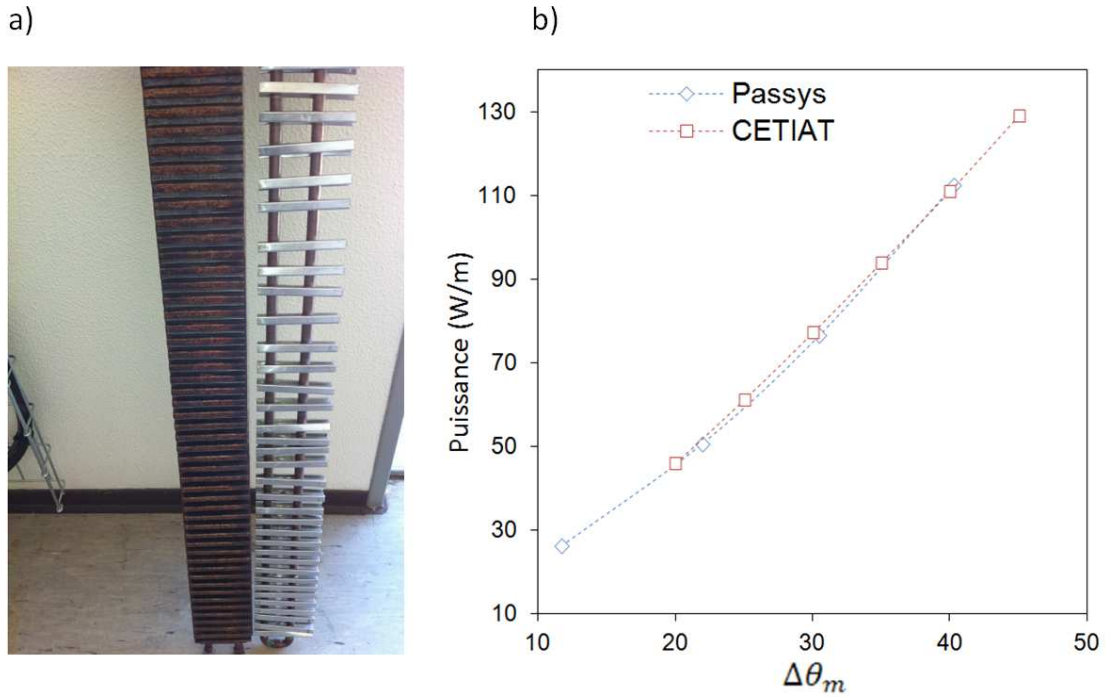 a)
b)
Passys
CETIAT
Puissance (W/m)
130
110
90
70
50
30
10
10 20 30 40 50
Δθₘ